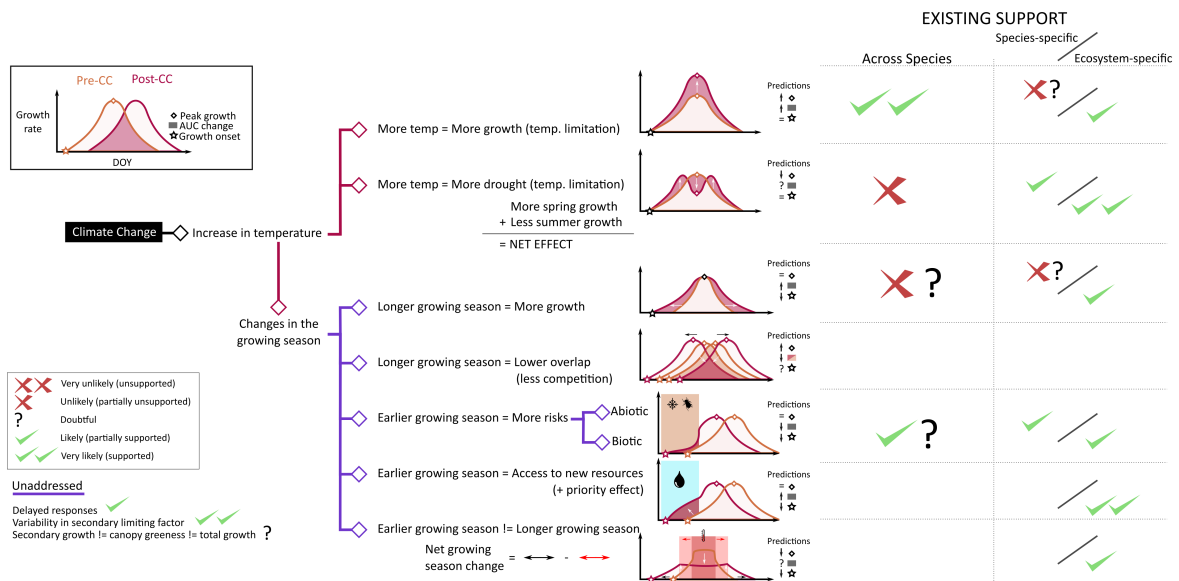 EXISTING SUPPORT
Species-specific
Ecosystem-specific
Across Species
Pre-CC
Post-CC
Growth
rate
Peak growth
AUC change
Growth onset
DOY
Climate Change
Increase in temperature
More temp = More growth (temp. limitation)
Predictions
=
?
More temp = More drought (temp. limitation)
More spring growth
+ Less summer growth
= NET EFFECT
Predictions
?
=
Changes in the
growing season
Longer growing season = More growth
Predictions
=
?
?
Longer growing season = Lower overlap
(less competition)
Predictions
?
Earlier growing season = More risks
Abiotic
Biotic
Predictions
?
Earlier growing season = Access to new resources
(+ priority effect)
Predictions
=
Earlier growing season != Longer growing season
Net growing
season change
=
-
Predictions
?
Very unlikely (unsupported)
Unlikely (partially unsupported)
?
Doubtful
Likely (partially supported)
Very likely (supported)
Unaddressed
Delayed responses
Variability in secondary limiting factor
Secondary growth != canopy greeness != total growth ?